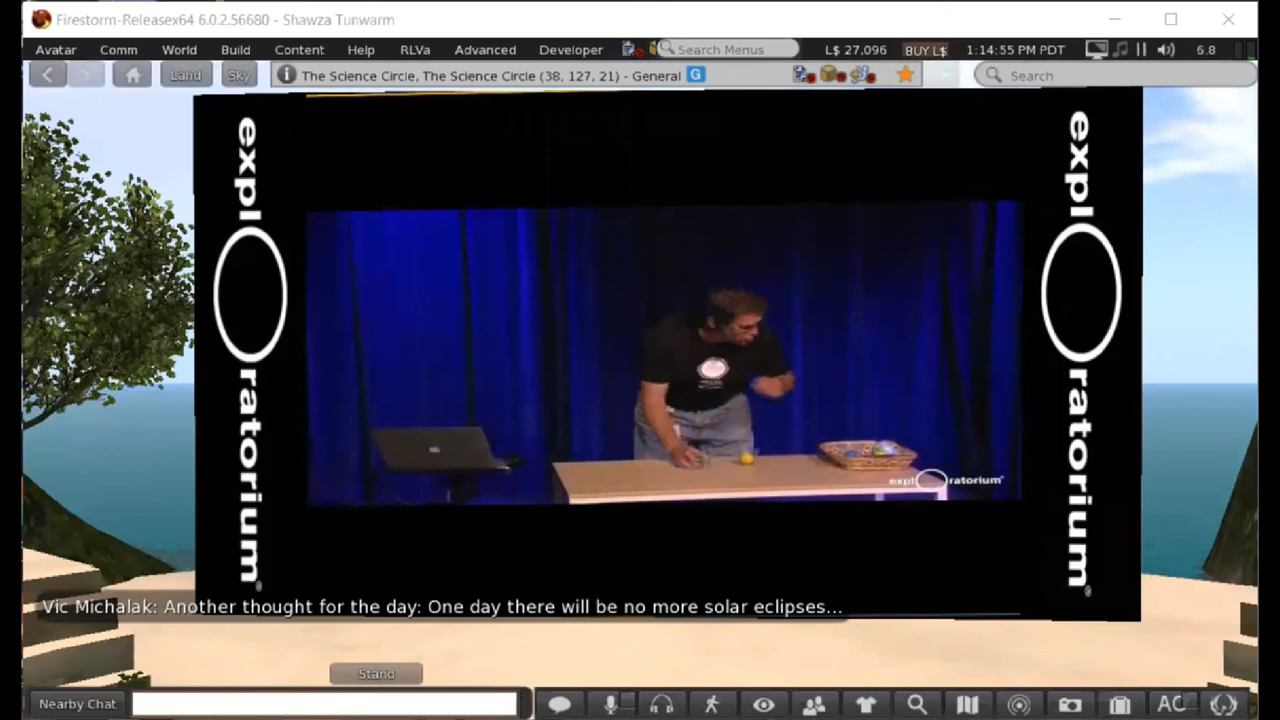 Firestorm-Releasex64 6.0.2.56680 - Shawza Tunwarm
Avatar Comm World Build Content Help RLVa Advanced Developer Search Menus L$ 27,096 BUY L$ 1:14:55 PM PDT 6.8
Land Sky The Science Circle, The Science Circle (38, 127, 21) - General G Search
explOratorium®
explOratorium®
explOratorium®
Vic Michalak: Another thought for the day: One day there will be no more solar eclipses...
Stand
Nearby Chat AO